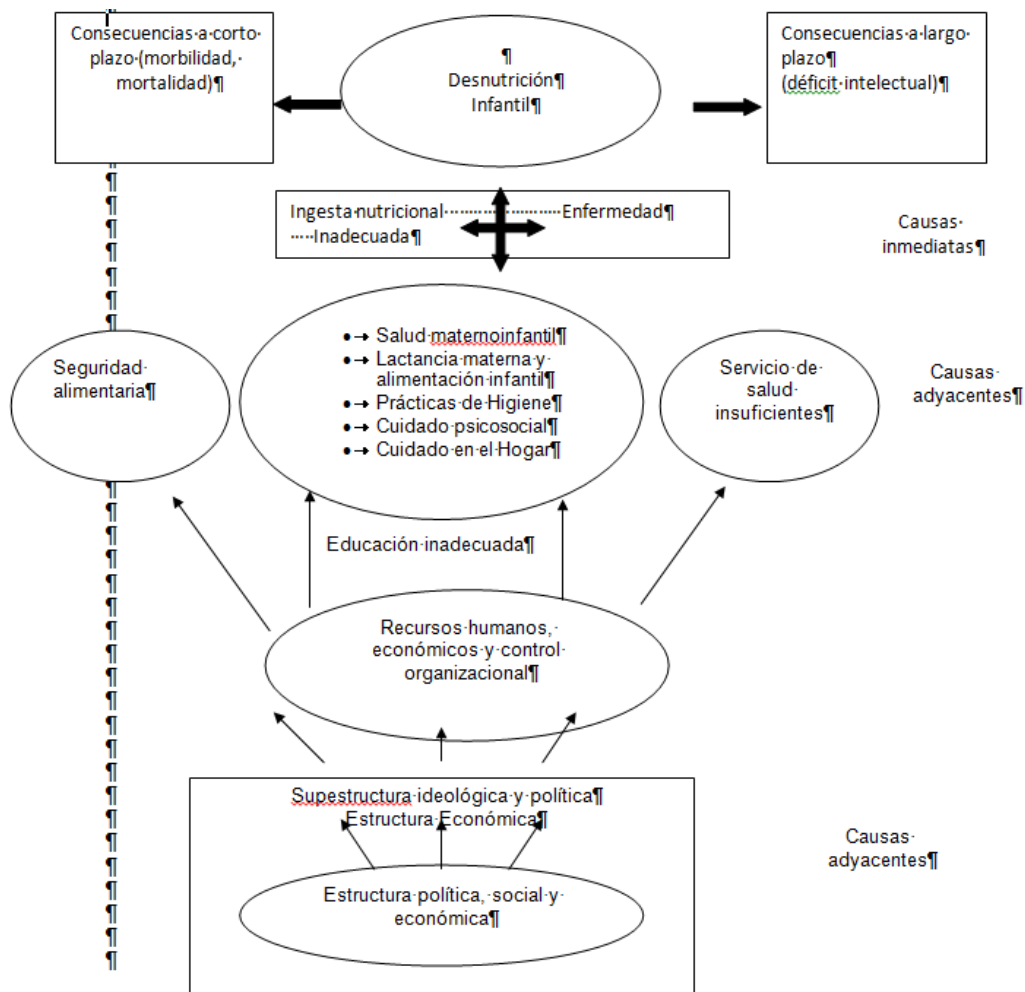 Consecuencias a corto
plazo (morbilidad,
mortalidad)¶
¶
Desnutrición¶
Infantil¶
Consecuencias a largo
plazo¶
(déficit intelectual)¶
Ingesta nutricional Enfermedad¶
Inadecuada¶
Causas
inmediatas¶
Seguridad
alimentaria¶
• → Salud maternoinfantil¶
• → Lactancia materna y
alimentación infantil¶
• → Prácticas de Higiene¶
• → Cuidado psicosocial¶
• → Cuidado en el Hogar¶
Servicio de
salud
insuficientes¶
Causas
adyacentes¶
Educación inadecuada¶
Recursos humanos,
económicos y control
organizacional¶
Supestructura ideológica y política¶
Estructura Económica¶
Causas
adyacentes¶
Estructura política, social y
económica¶